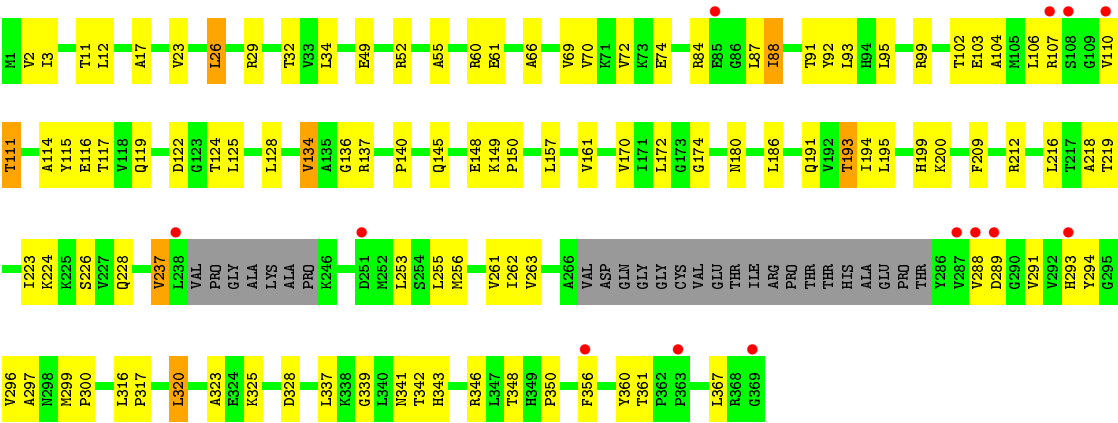 M1 V2 I3 T11 L12 A17 V23 L26 R29 T32 V33 L34 E49 R52 A55 R60 E61 A66 V69 V70 K71 V72 K73 E74 R84 E85 G86 L87 I88 T91 Y92 L93 H94 L95 R99 T102 E103 A104 M105 L106 R107 S108 G109 V110
T111 A114 Y115 E116 T117 V118 Q119 D122 G123 T124 L125 L128 V134 A135 G136 R137 P140 Q145 E148 K149 P150 L157 V161 V170 I171 L172 G173 G174 N180 L186 Q191 V192 T193 I194 L195 H199 K200 F209 R212 L216 T217 A218 T219
I223 K224 K225 S226 V227 Q228 V237 L238 VAL PRO GLY ALA LYS ALA PRO K246 D251 M252 L253 S254 L255 M256 V261 I262 V263 A266 VAL ASP GLN GLY GLY CYS VAL GLU THR ILE ARG PRO THR THR HIS ALA GLU PRO THR Y286 V287 V288 D289 G290 V291 V292 H293 Y294 G295
V296 A297 N298 M299 P300 L316 P317 L320 A323 E324 K325 D328 L337 K338 G339 L340 N341 T342 H343 R346 L347 T348 H349 P350 F356 Y360 T361 P362 P363 L367 R368 G369